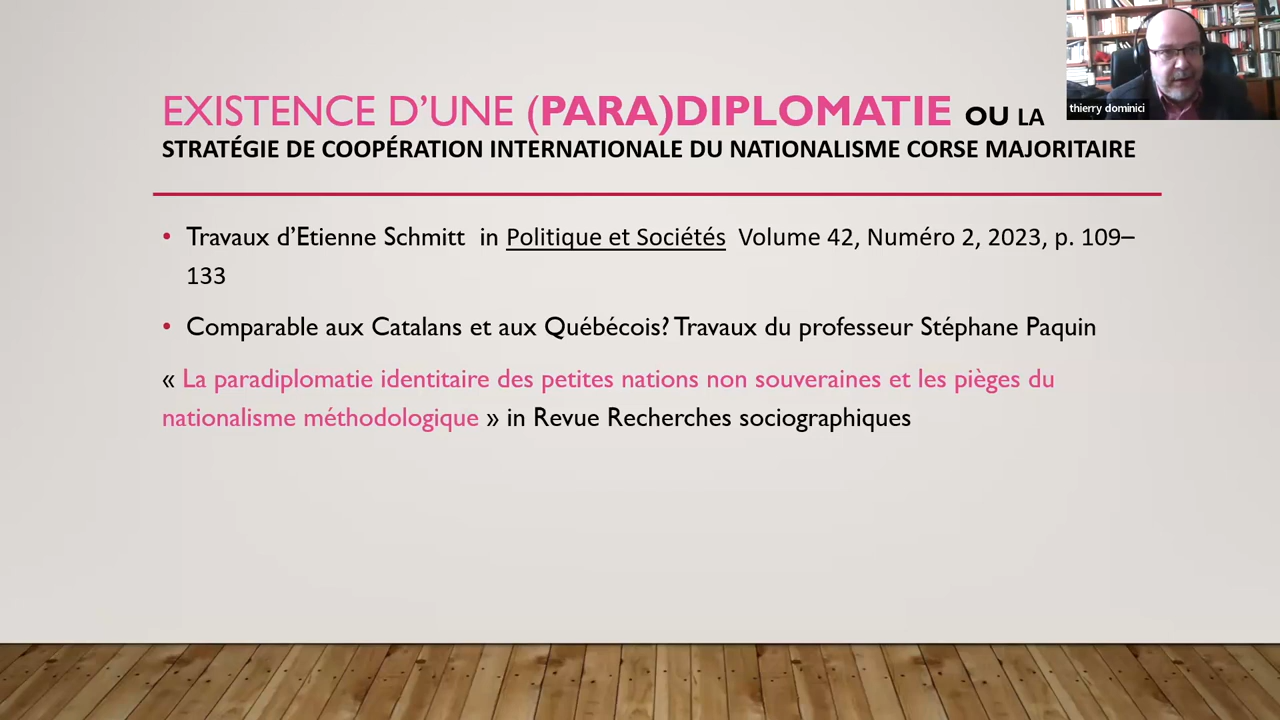 EXISTENCE D'UNE (PARA)DIPLOMATIE OU LA
STRATÉGIE DE COOPÉRATION INTERNATIONALE DU NATIONALISME CORSE MAJORITAIRE
thierry dominici
• Travaux d'Etienne Schmitt in Politique et Sociétés Volume 42, Numéro 2, 2023, p. 109–
133
• Comparable aux Catalans et aux Québécois? Travaux du professeur Stéphane Paquin
« La paradiplomatie identitaire des petites nations non souveraines et les pièges du
nationalisme méthodologique » in Revue Recherches sociographiques